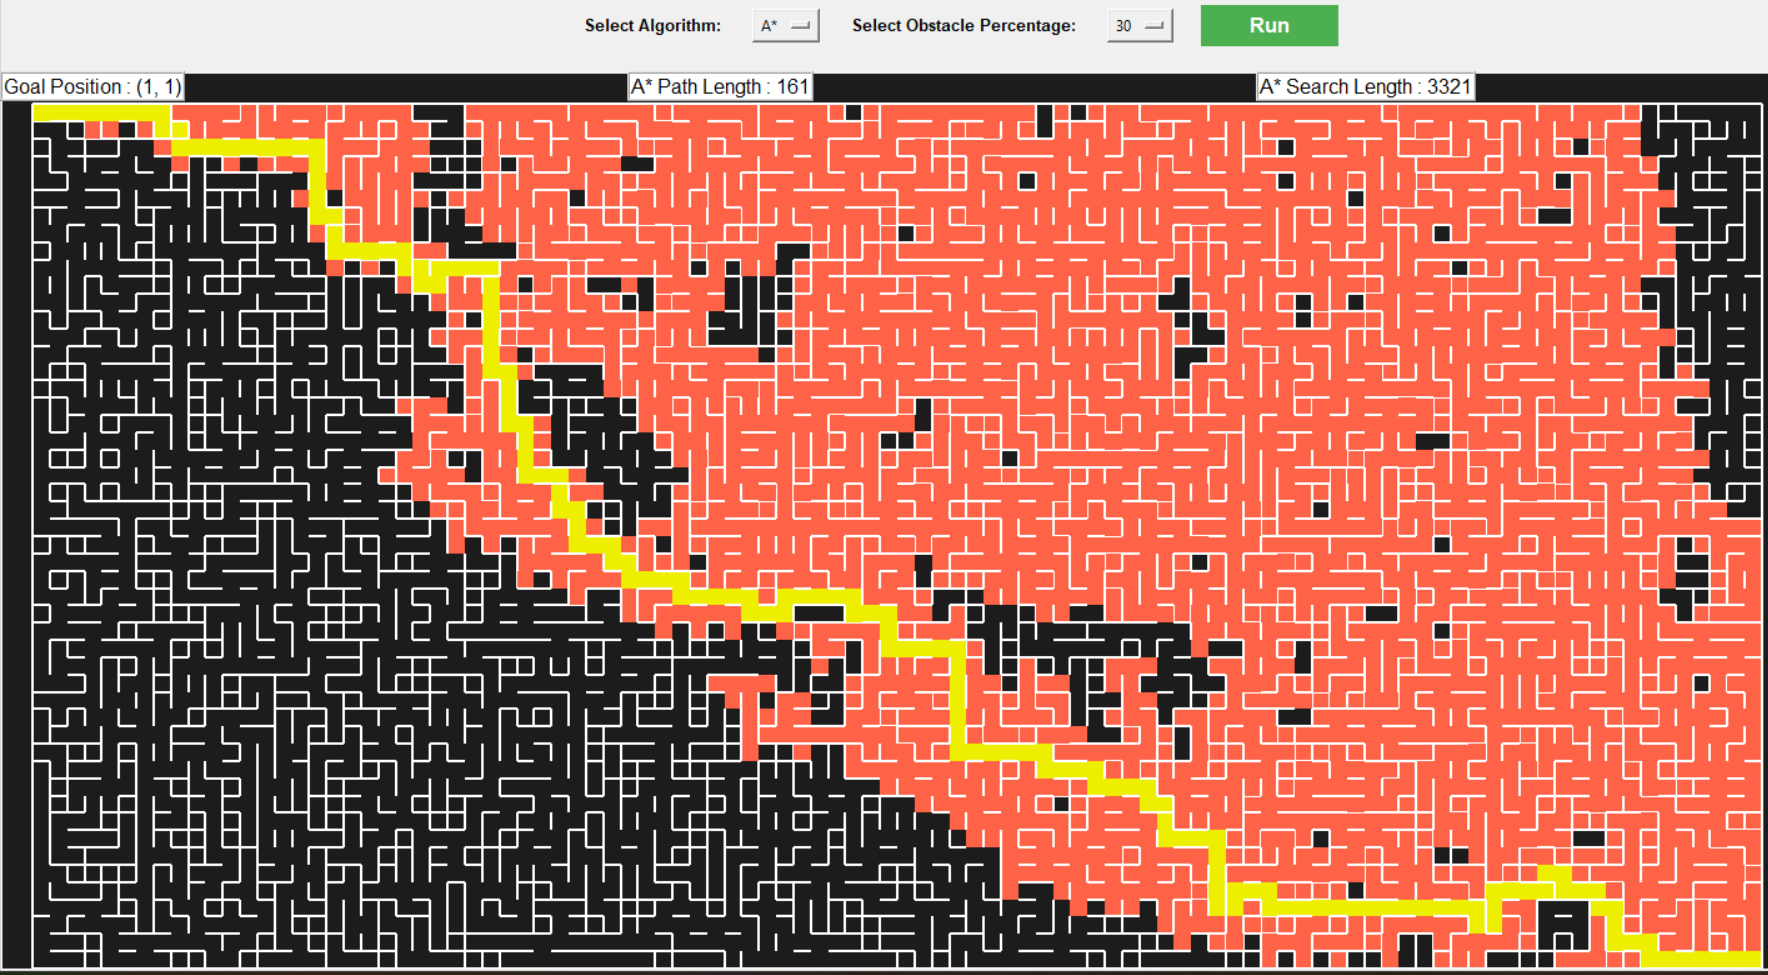 Select Algorithm: A* Select Obstacle Percentage: 30 Run
Goal Position : (1, 1) A* Path Length : 161 A* Search Length : 3321